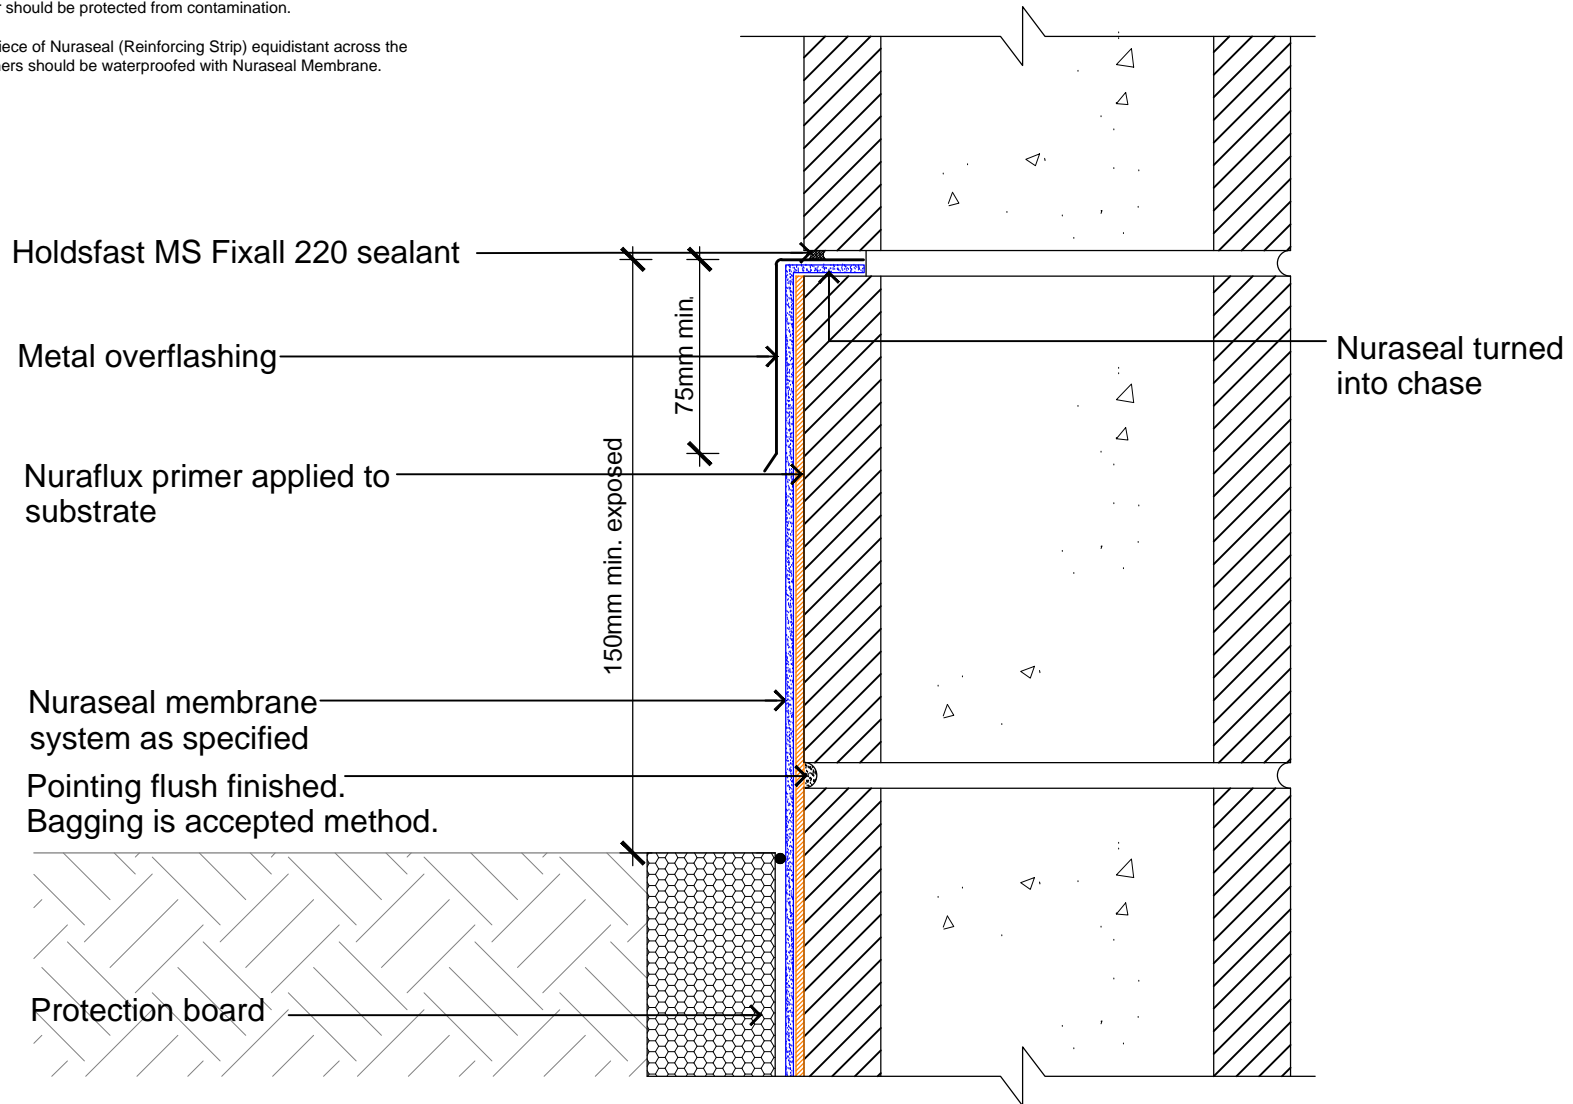 should be protected from contamination.
iece of Nuraseal (Reinforcing Strip) equidistant across the
ners should be waterproofed with Nuraseal Membrane.
Holdsfast MS Fixall 220 sealant
Metal overflashing
75mm min.
Nuraseal turned
into chase
Nuraflux primer applied to
substrate
150mm min. exposed
Nuraseal membrane
system as specified
Pointing flush finished.
Bagging is accepted method.
Protection board